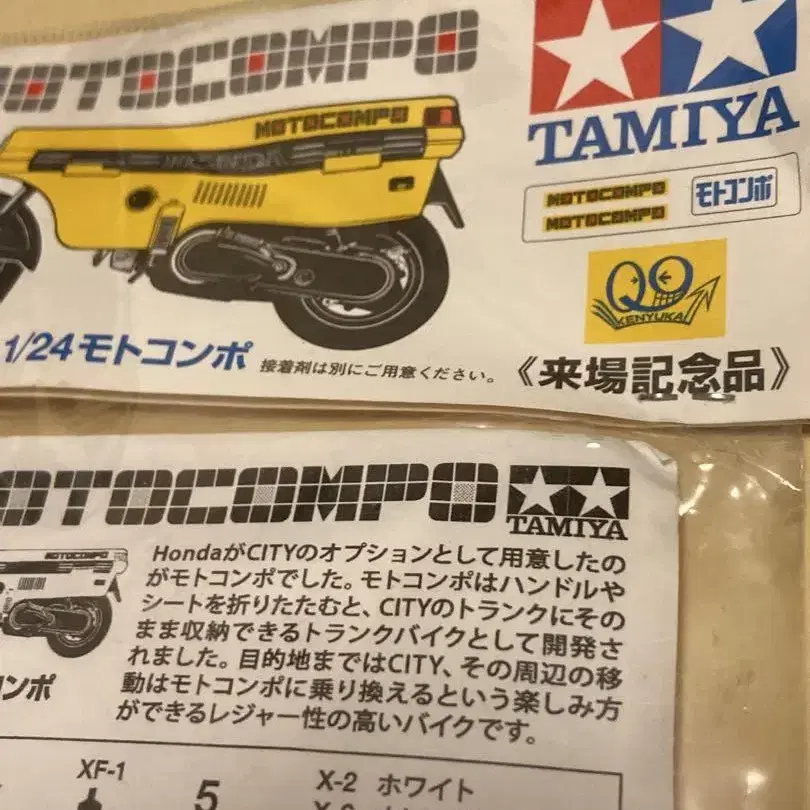 MOTOCOMPO
TAMIYA
MOTOCOMPO
MOTOCOMPO
MOTOCOMPO
モトコンポ
KENYUKAI
1/24モトコンポ
接着剤は別にご用意ください。
《来場記念品》
MOTOCOMPO
TAMIYA
MOTOCOMPO
HondaがCITYのオプションとして用意したの
がモトコンポでした。モトコンポはハンドルや
シートを折りたたむと、CITYのトランクにその
まま収納できるトランクバイクとして開発さ
れました。目的地まではCITY、その周辺の移
動はモトコンポに乗り換えるという楽しみ方
ができるレジャー性の高いバイクです。
ンポ
XF-1
5
X-2 ホワイト